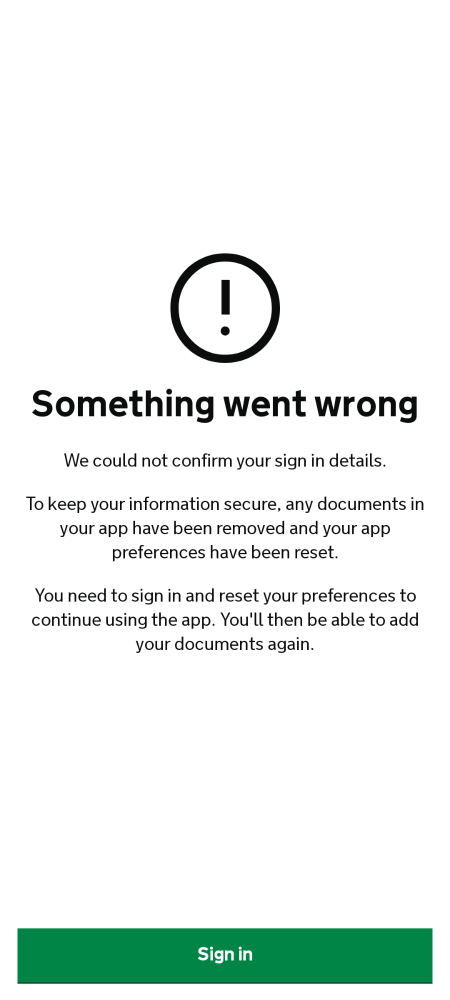 Something went wrong
We could not confirm your sign in details.
To keep your information secure, any documents in
your app have been removed and your app
preferences have been reset.
You need to sign in and reset your preferences to
continue using the app. You'll then be able to add
your documents again.
Sign in